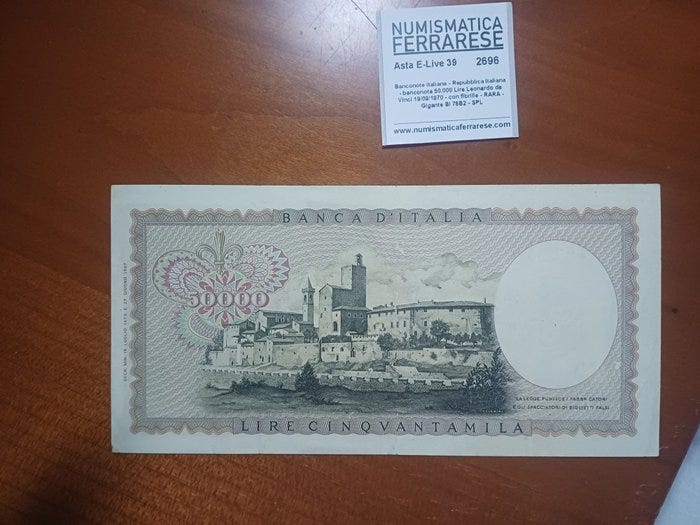 NUMISMATICA
FERRARESE
Asta E-Live 39 2696
Banconote italiane - Repubblica Italiana
- banconota 50.000 Lire Leonardo da
Vinci 19/09/1970 - con fibrille - RARA -
Gigante BI 78B2 - SPL
www.numismaticaferrarese.com
BANCA D'ITALIA
50000
LA LEGGE PUNISCE I FABBRICATORI
E GLI SPACCIATORI DI BIGLIETTI FALSI
LIRE CINQVANTAMILA